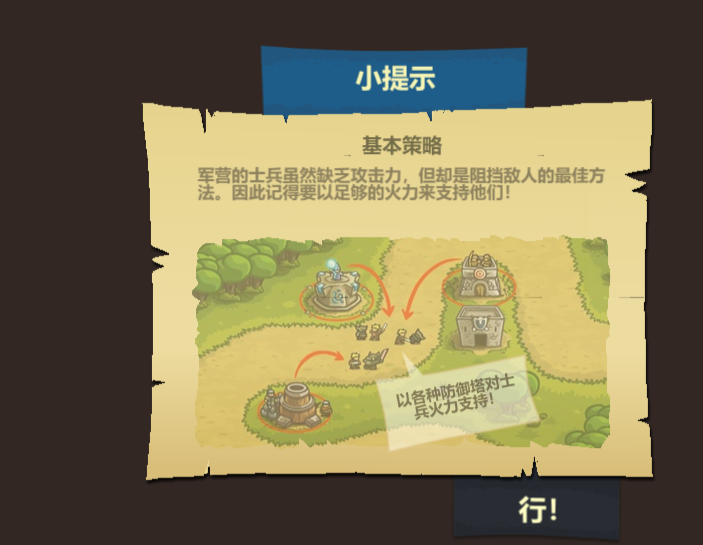 小提示
基本策略
军营的士兵虽然缺乏攻击力，但却是阻挡敌人的最佳方
法。因此记得要以足够的火力来支持他们！
以各种防御塔对士
兵火力支持！
行！